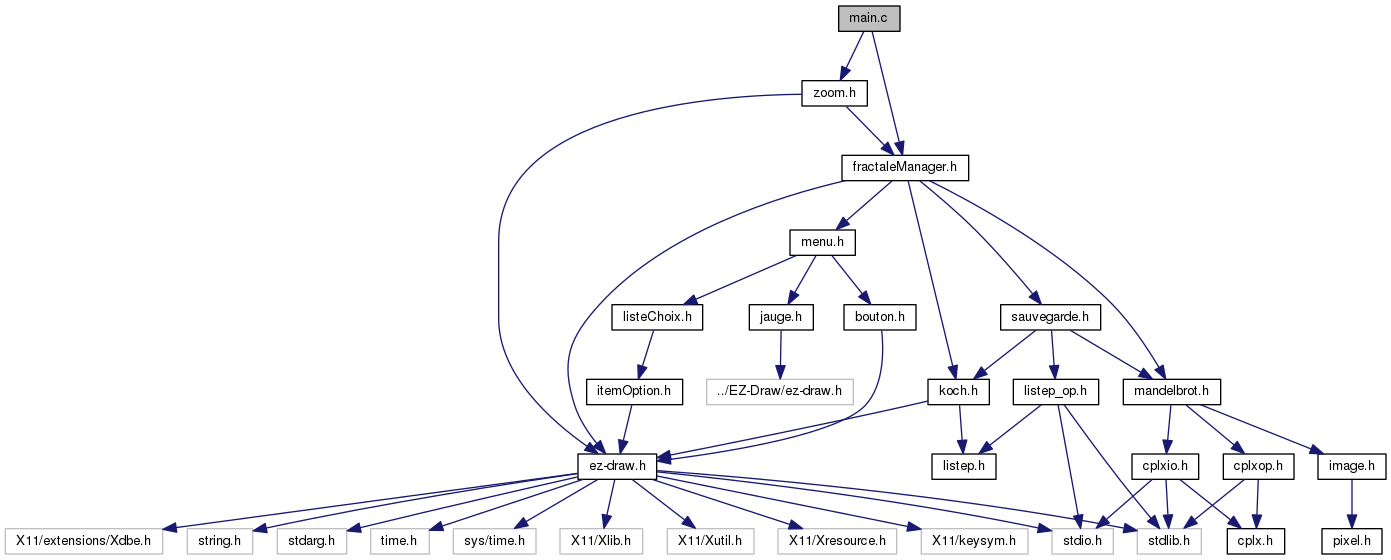 main.c
zoom.h
fractaleManager.h
menu.h
listeChoix.h
jauge.h
bouton.h
sauvegarde.h
itemOption.h
../EZ-Draw/ez-draw.h
koch.h
listep_op.h
mandelbrot.h
ez-draw.h
listep.h
cplxio.h
cplxop.h
image.h
X11/extensions/Xdbe.h
string.h
stdarg.h
time.h
sys/time.h
X11/Xlib.h
X11/Xutil.h
X11/Xresource.h
X11/keysym.h
stdio.h
stdlib.h
cplx.h
pixel.h